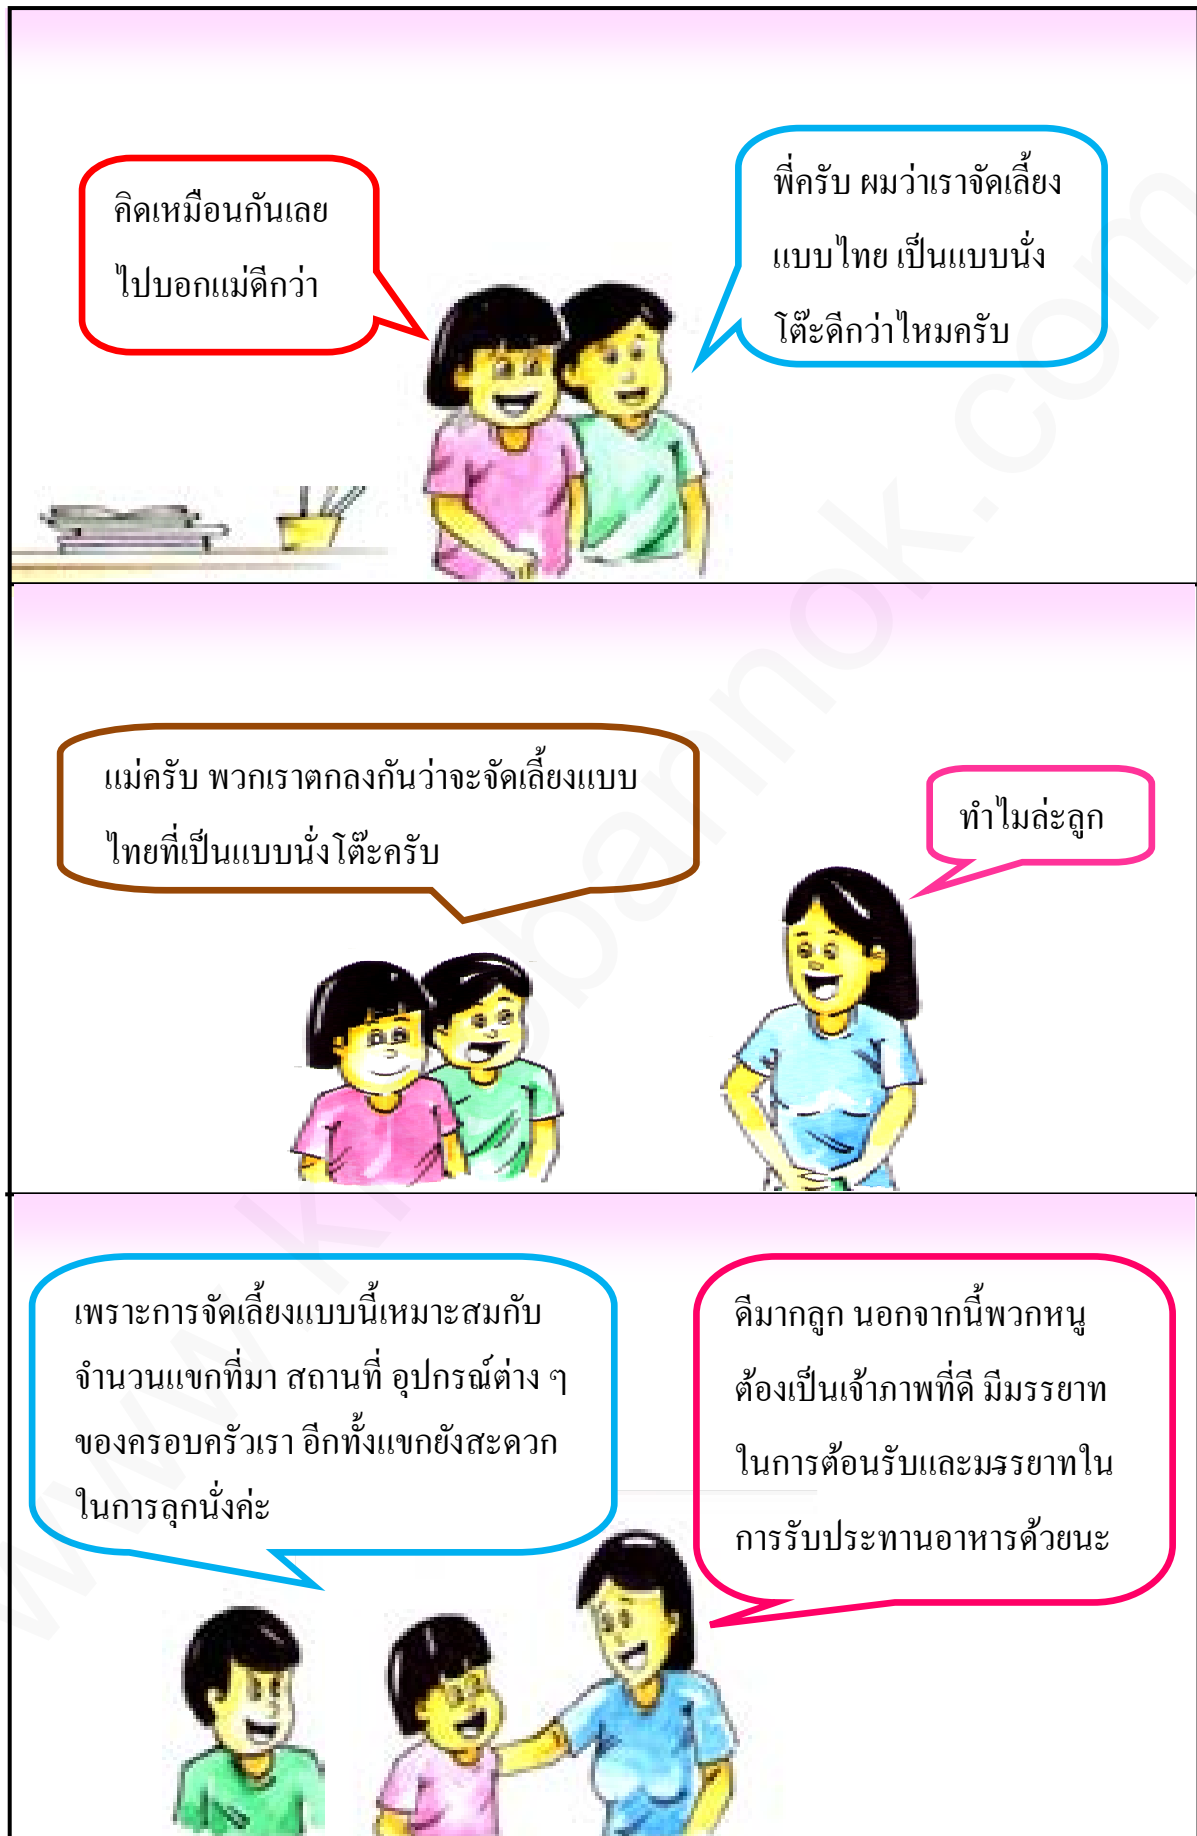 คิดเหมือนกันเลย
ไปบอกแม่ดีกว่า
พี่ครับ ผมว่าเราจัดเลี้ยง
แบบไทย เป็นแบบนั่ง
โต๊ะดีกว่าไหมครับ
แม่ครับ พวกเราตกลงกันว่าจะจัดเลี้ยงแบบ
ไทยที่เป็นแบบนั่งโต๊ะครับ
ทำไมล่ะลูก
เพราะการจัดเลี้ยงแบบนี้เหมาะสมกับ
จำนวนแขกที่มา สถานที่ อุปกรณ์ต่าง ๆ
ของครอบครัวเรา อีกทั้งแขกยังสะดวก
ในการลุกนั่งค่ะ
ดีมากลูก นอกจากนี้พวกหนู
ต้องเป็นเจ้าภาพที่ดี มีมรรยาท
ในการต้อนรับและมรรยาทใน
การรับประทานอาหารด้วยนะ